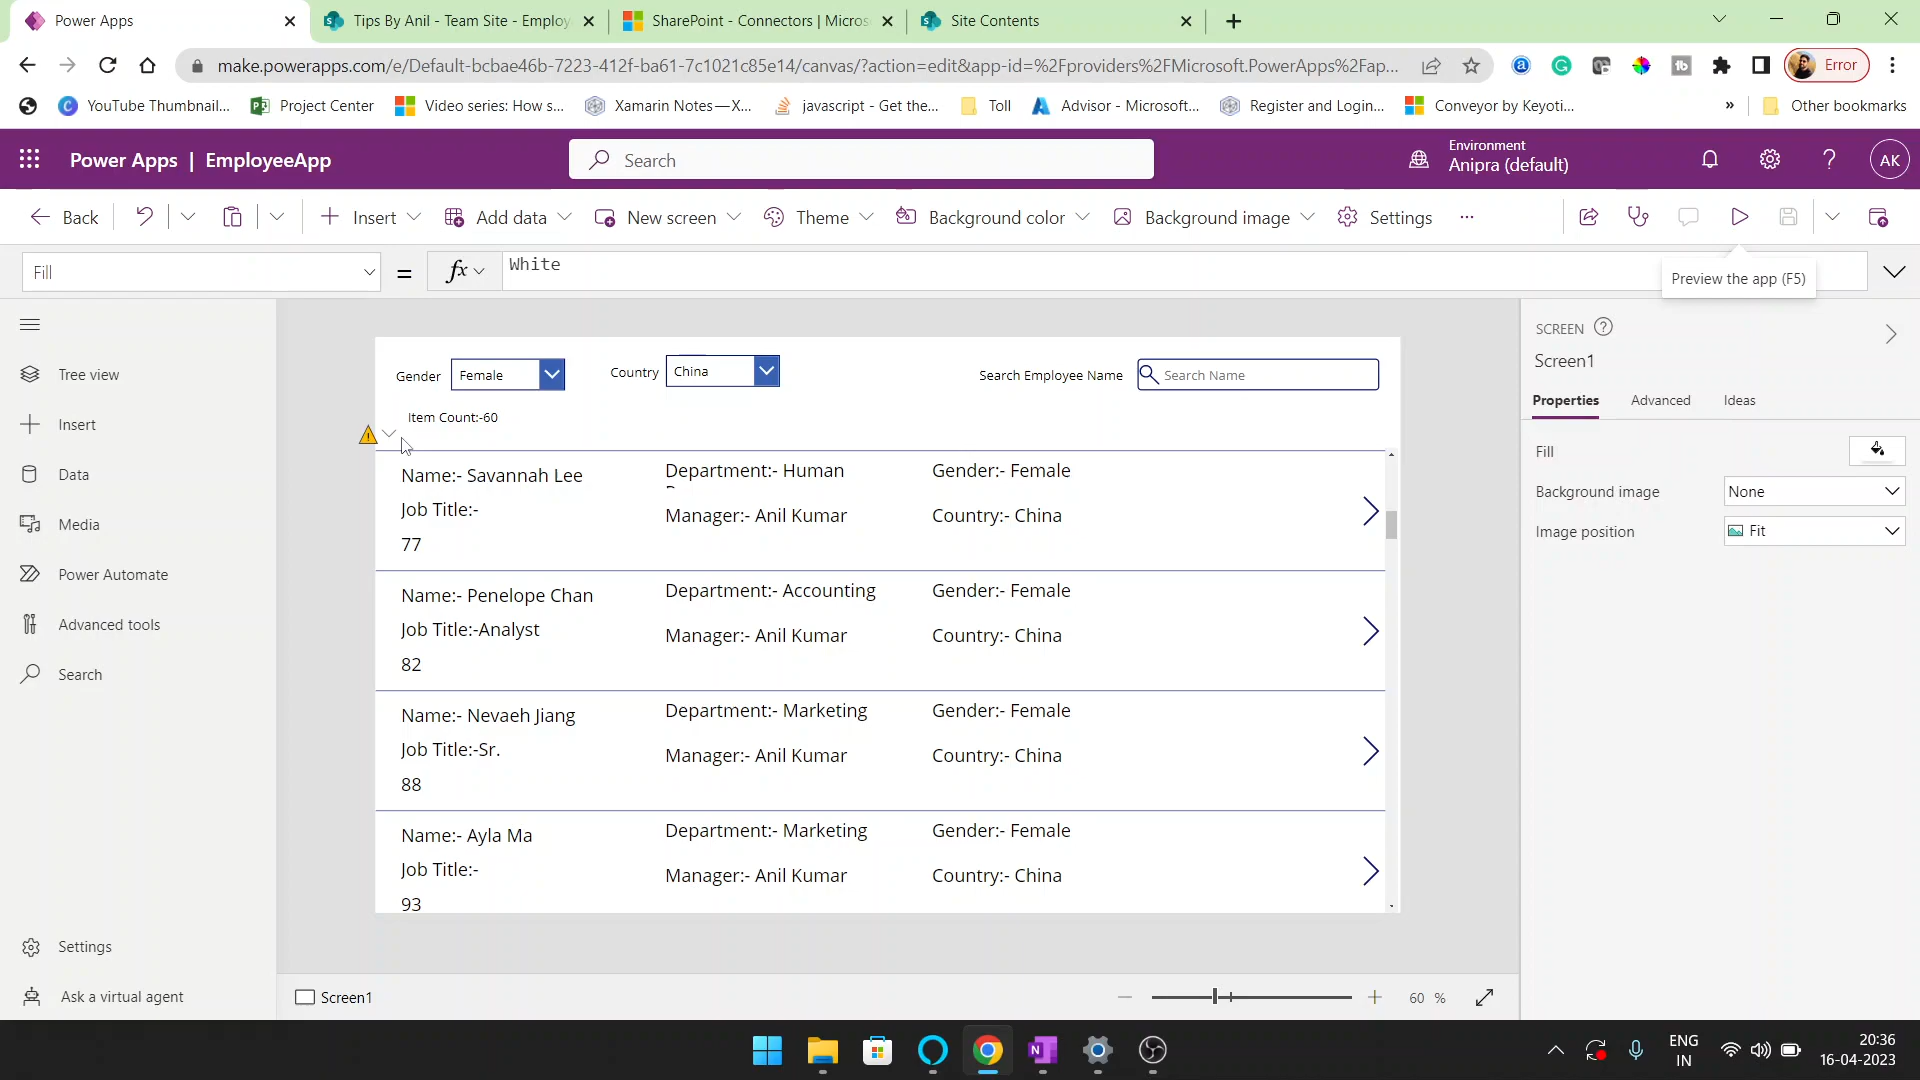 Power Apps
Tips By Anil - Team Site - Employ
SharePoint - Connectors | Micros
Site Contents
make.powerapps.com/e/Default-bcbae46b-7223-412f-ba61-7c1021c85e14/canvas/?action=edit&app-id=%2Fproviders%2FMicrosoft.PowerApps%2Fap...
Error
YouTube Thumbnail...
Project Center
Video series: How s...
Xamarin Notes—X...
javascript - Get the...
Toll
Advisor - Microsoft...
Register and Login...
Conveyor by Keyoti...
»
Other bookmarks
Power Apps | EmployeeApp
Search
Environment
Anipra (default)
AK
Back
Insert
Add data
New screen
Theme
Background color
Background image
Settings
Fill
=
fx
White
Preview the app (F5)
Tree view
Insert
Data
Media
Power Automate
Advanced tools
Search
Settings
Ask a virtual agent
Gender
Female
Country
China
Search Employee Name
Search Name
Item Count:-60
Name:- Savannah Lee
Department:- Human
Gender:- Female
Job Title:-
Manager:- Anil Kumar
Country:- China
77
Name:- Penelope Chan
Department:- Accounting
Gender:- Female
Job Title:-Analyst
Manager:- Anil Kumar
Country:- China
82
Name:- Nevaeh Jiang
Department:- Marketing
Gender:- Female
Job Title:-Sr.
Manager:- Anil Kumar
Country:- China
88
Name:- Ayla Ma
Department:- Marketing
Gender:- Female
Job Title:-
Manager:- Anil Kumar
Country:- China
93
SCREEN
Screen1
Properties
Advanced
Ideas
Fill
Background image
None
Image position
Fit
Screen1
60 %
ENG
IN
20:36
16-04-2023